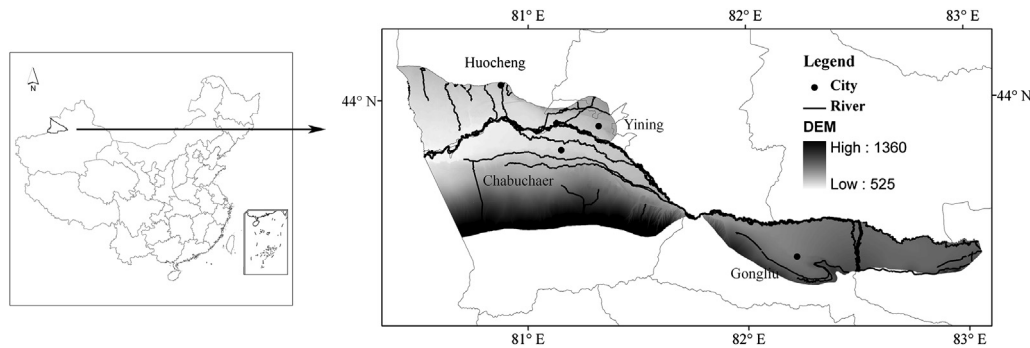 81° E
82° E
83° E
N
44° N
44° N
Huocheng
Yining
Chabuchaer
Gongliu
Legend
City
River
DEM
High : 1360
Low : 525
81° E
82° E
83° E